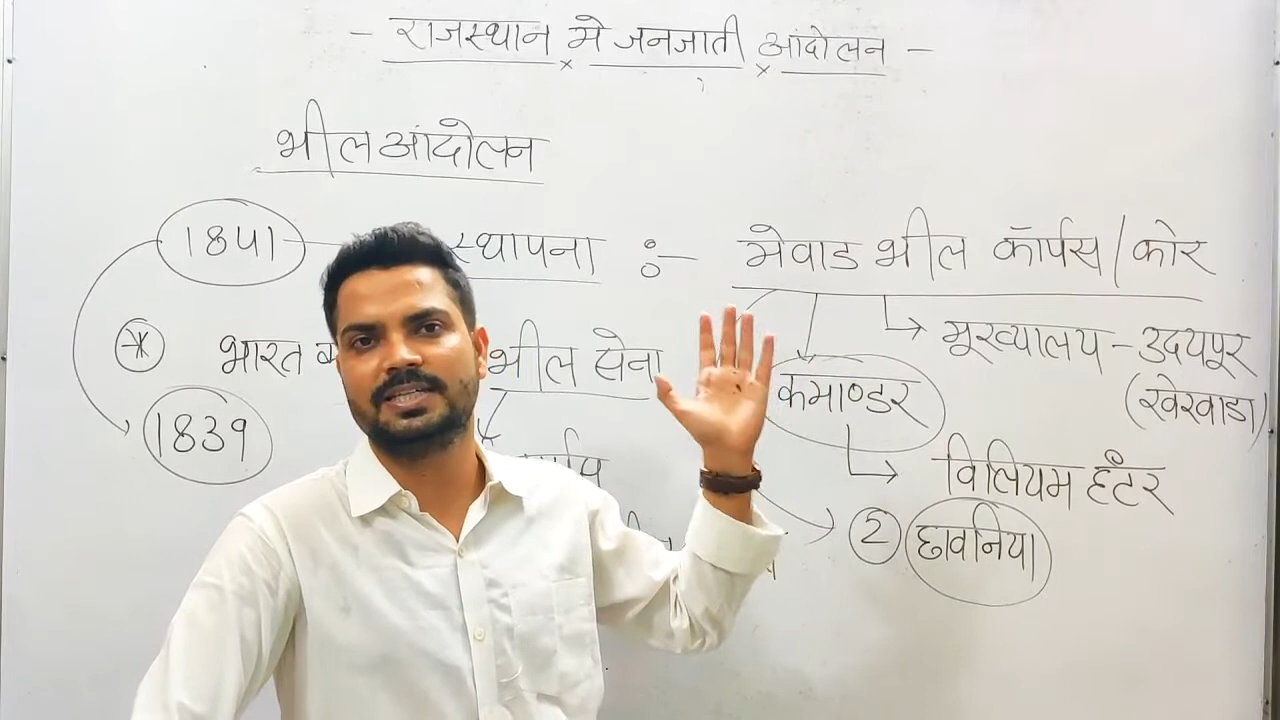 - राजस्थान मे जनजाती आंदोलन -
भील आंदोलन
1841 स्थापना :- मेवाड भील कॉर्पस/कोर
भारत भील सेना
मूख्यालय - उदयपूर
(खेरवाडा)
कमाण्डर
1839
विलियम हँटर
2 छावनिया